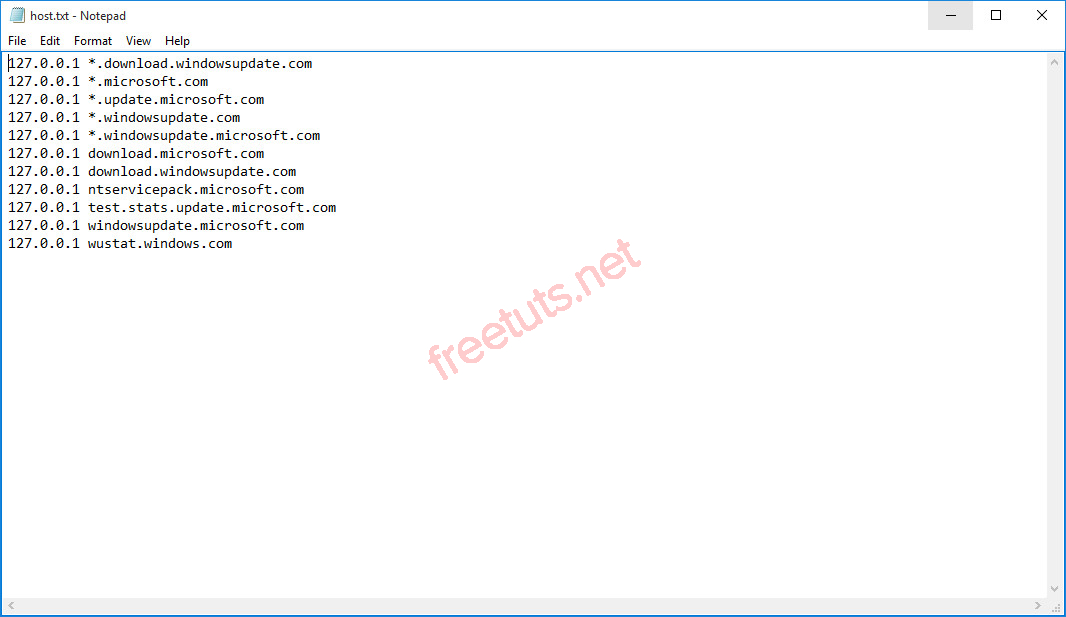 host.txt - Notepad
File Edit Format View Help
127.0.0.1 *.download.windowsupdate.com
127.0.0.1 *.microsoft.com
127.0.0.1 *.update.microsoft.com
127.0.0.1 *.windowsupdate.com
127.0.0.1 *.windowsupdate.microsoft.com
127.0.0.1 download.microsoft.com
127.0.0.1 download.windowsupdate.com
127.0.0.1 ntservicepack.microsoft.com
127.0.0.1 test.stats.update.microsoft.com
127.0.0.1 windowsupdate.microsoft.com
127.0.0.1 wustat.windows.com
freetuts.net